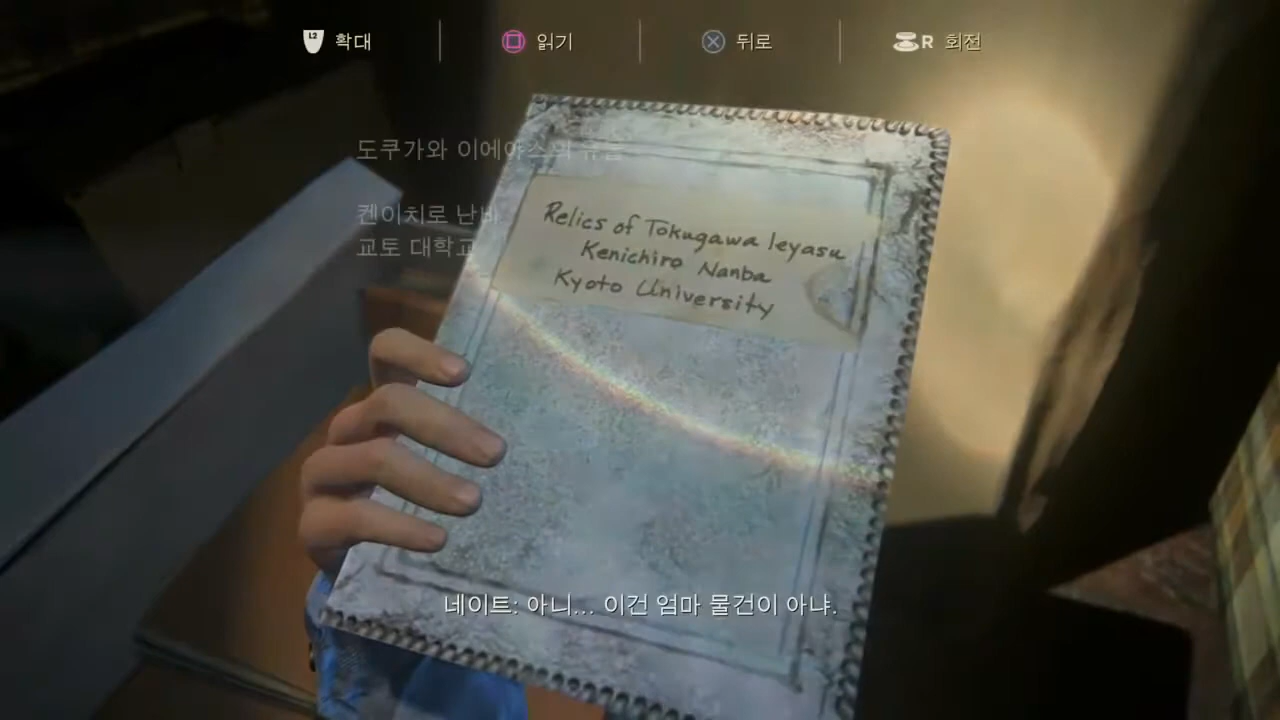 L2 확대
읽기
뒤로
R 회전
도쿠가와 이에야스의 유물
켄이치로 난바
교토 대학교
Relics of Tokugawa Ieyasu
Kenichiro Nanba
Kyoto University
네이트: 아니... 이건 엄마 물건이 아냐.